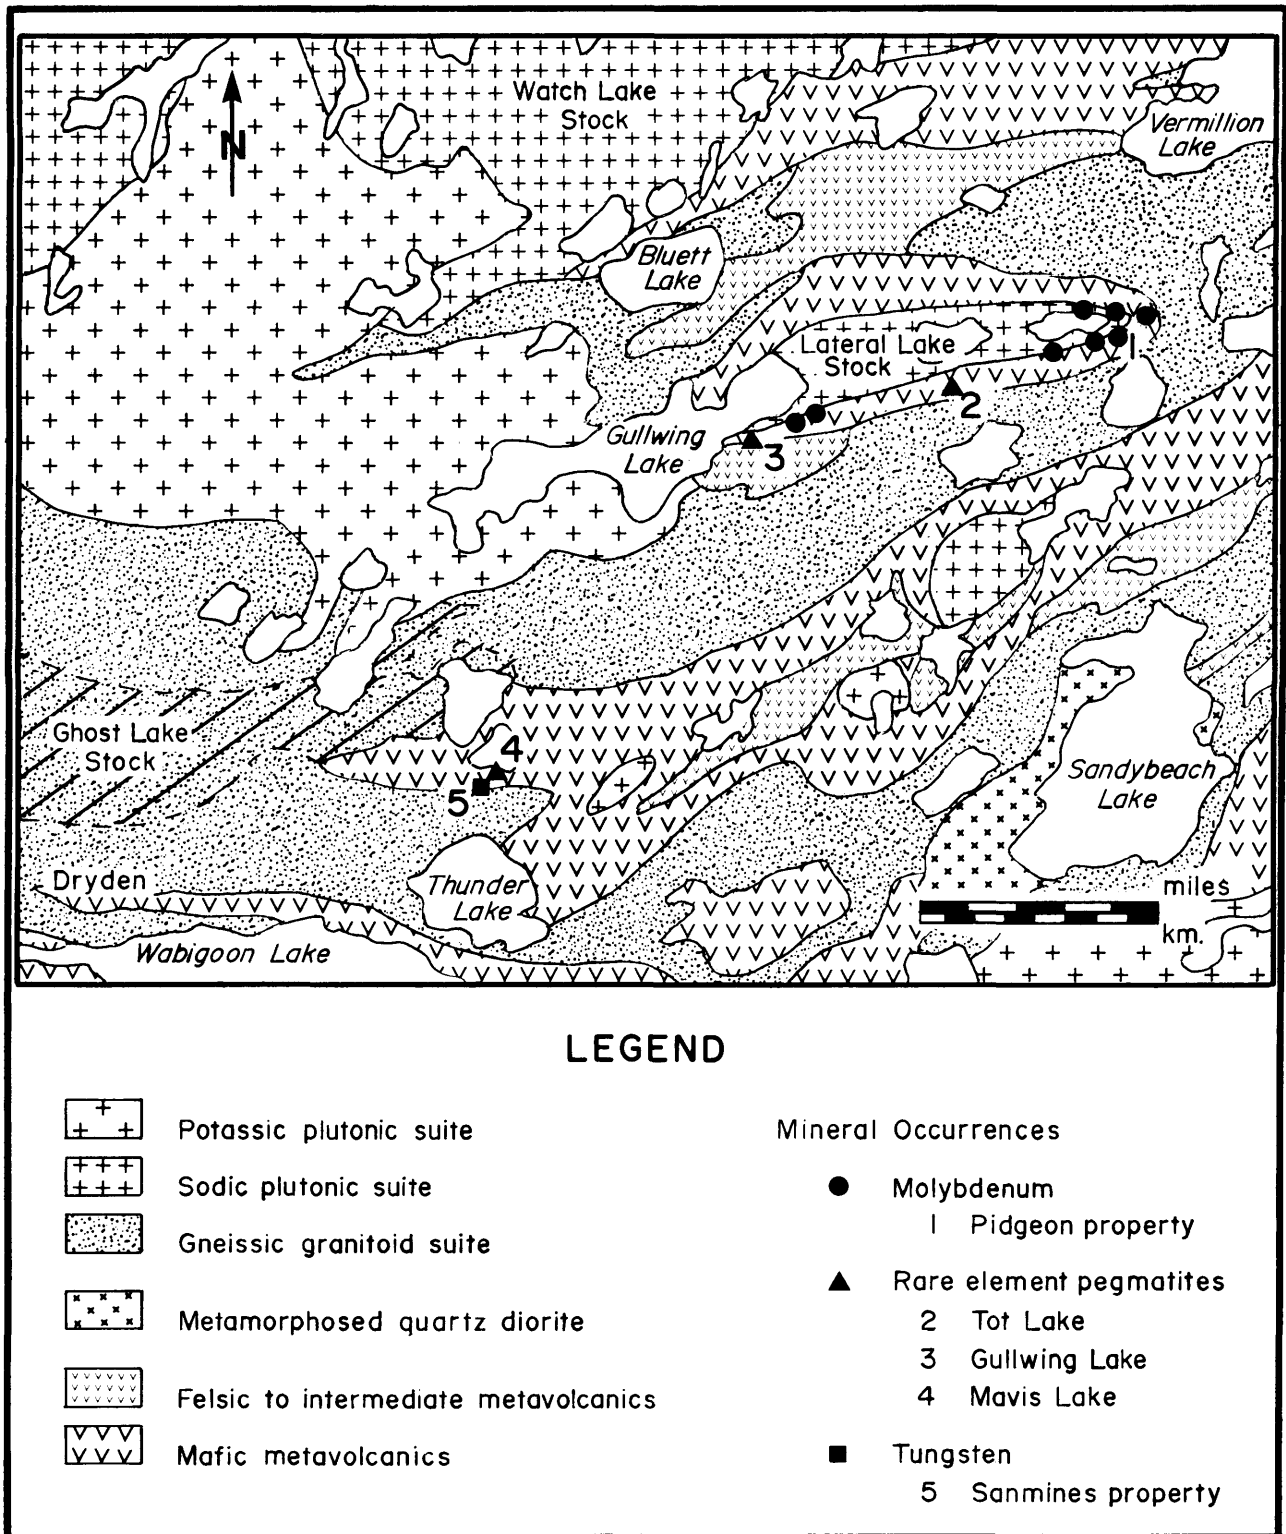 Watch Lake
Stock
N
Vermillion
Lake
Bluett
Lake
Lateral Lake
Stock
1
2
Gullwing
Lake
3
Ghost Lake
Stock
4
5
Sandybeach
Lake
Dryden
Thunder
Lake
miles
km.
Wabigoon Lake
LEGEND
Potassic plutonic suite
Sodic plutonic suite
Gneissic granitoid suite
Metamorphosed quartz diorite
Felsic to intermediate metavolcanics
Mafic metavolcanics
Mineral Occurrences
Molybdenum
1 Pidgeon property
Rare element pegmatites
2 Tot Lake
3 Gullwing Lake
4 Mavis Lake
Tungsten
5 Sanmines property